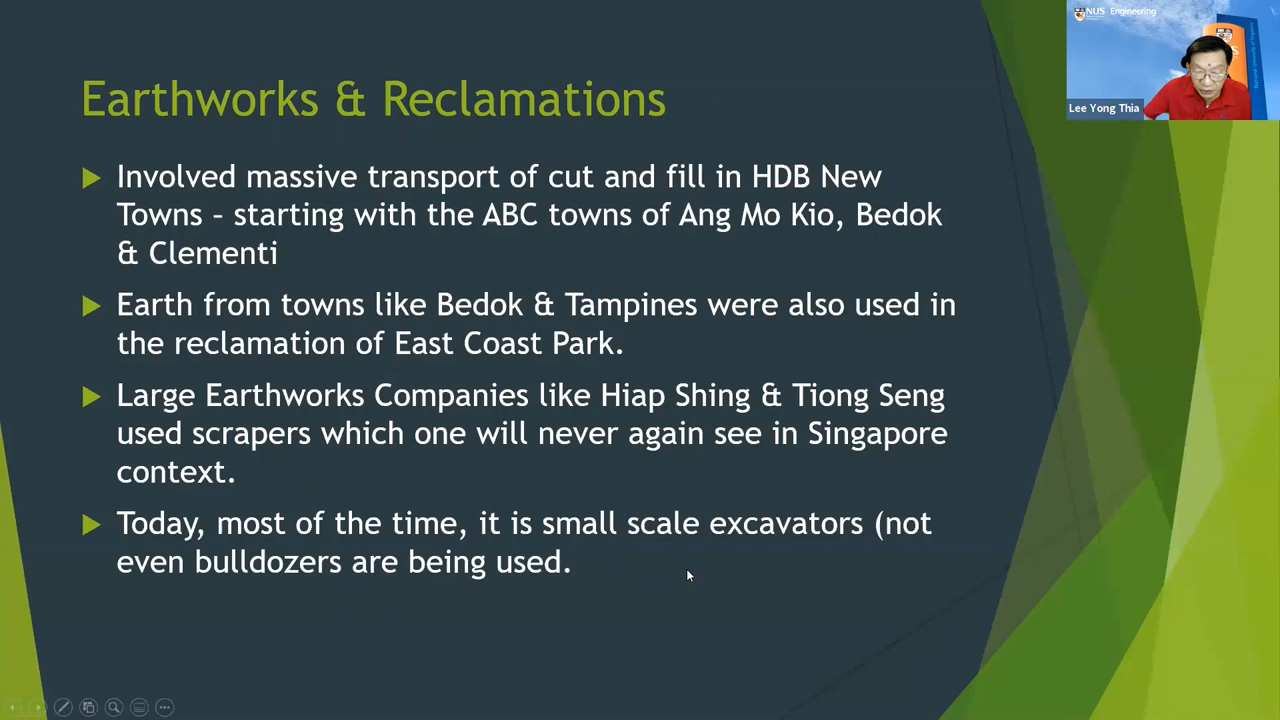 NUS Engineering
Lee Yong Thia
Earthworks & Reclamations
Involved massive transport of cut and fill in HDB New
Towns – starting with the ABC towns of Ang Mo Kio, Bedok
& Clementi
Earth from towns like Bedok & Tampines were also used in
the reclamation of East Coast Park.
Large Earthworks Companies like Hiap Shing & Tiong Seng
used scrapers which one will never again see in Singapore
context.
Today, most of the time, it is small scale excavators (not
even bulldozers are being used.